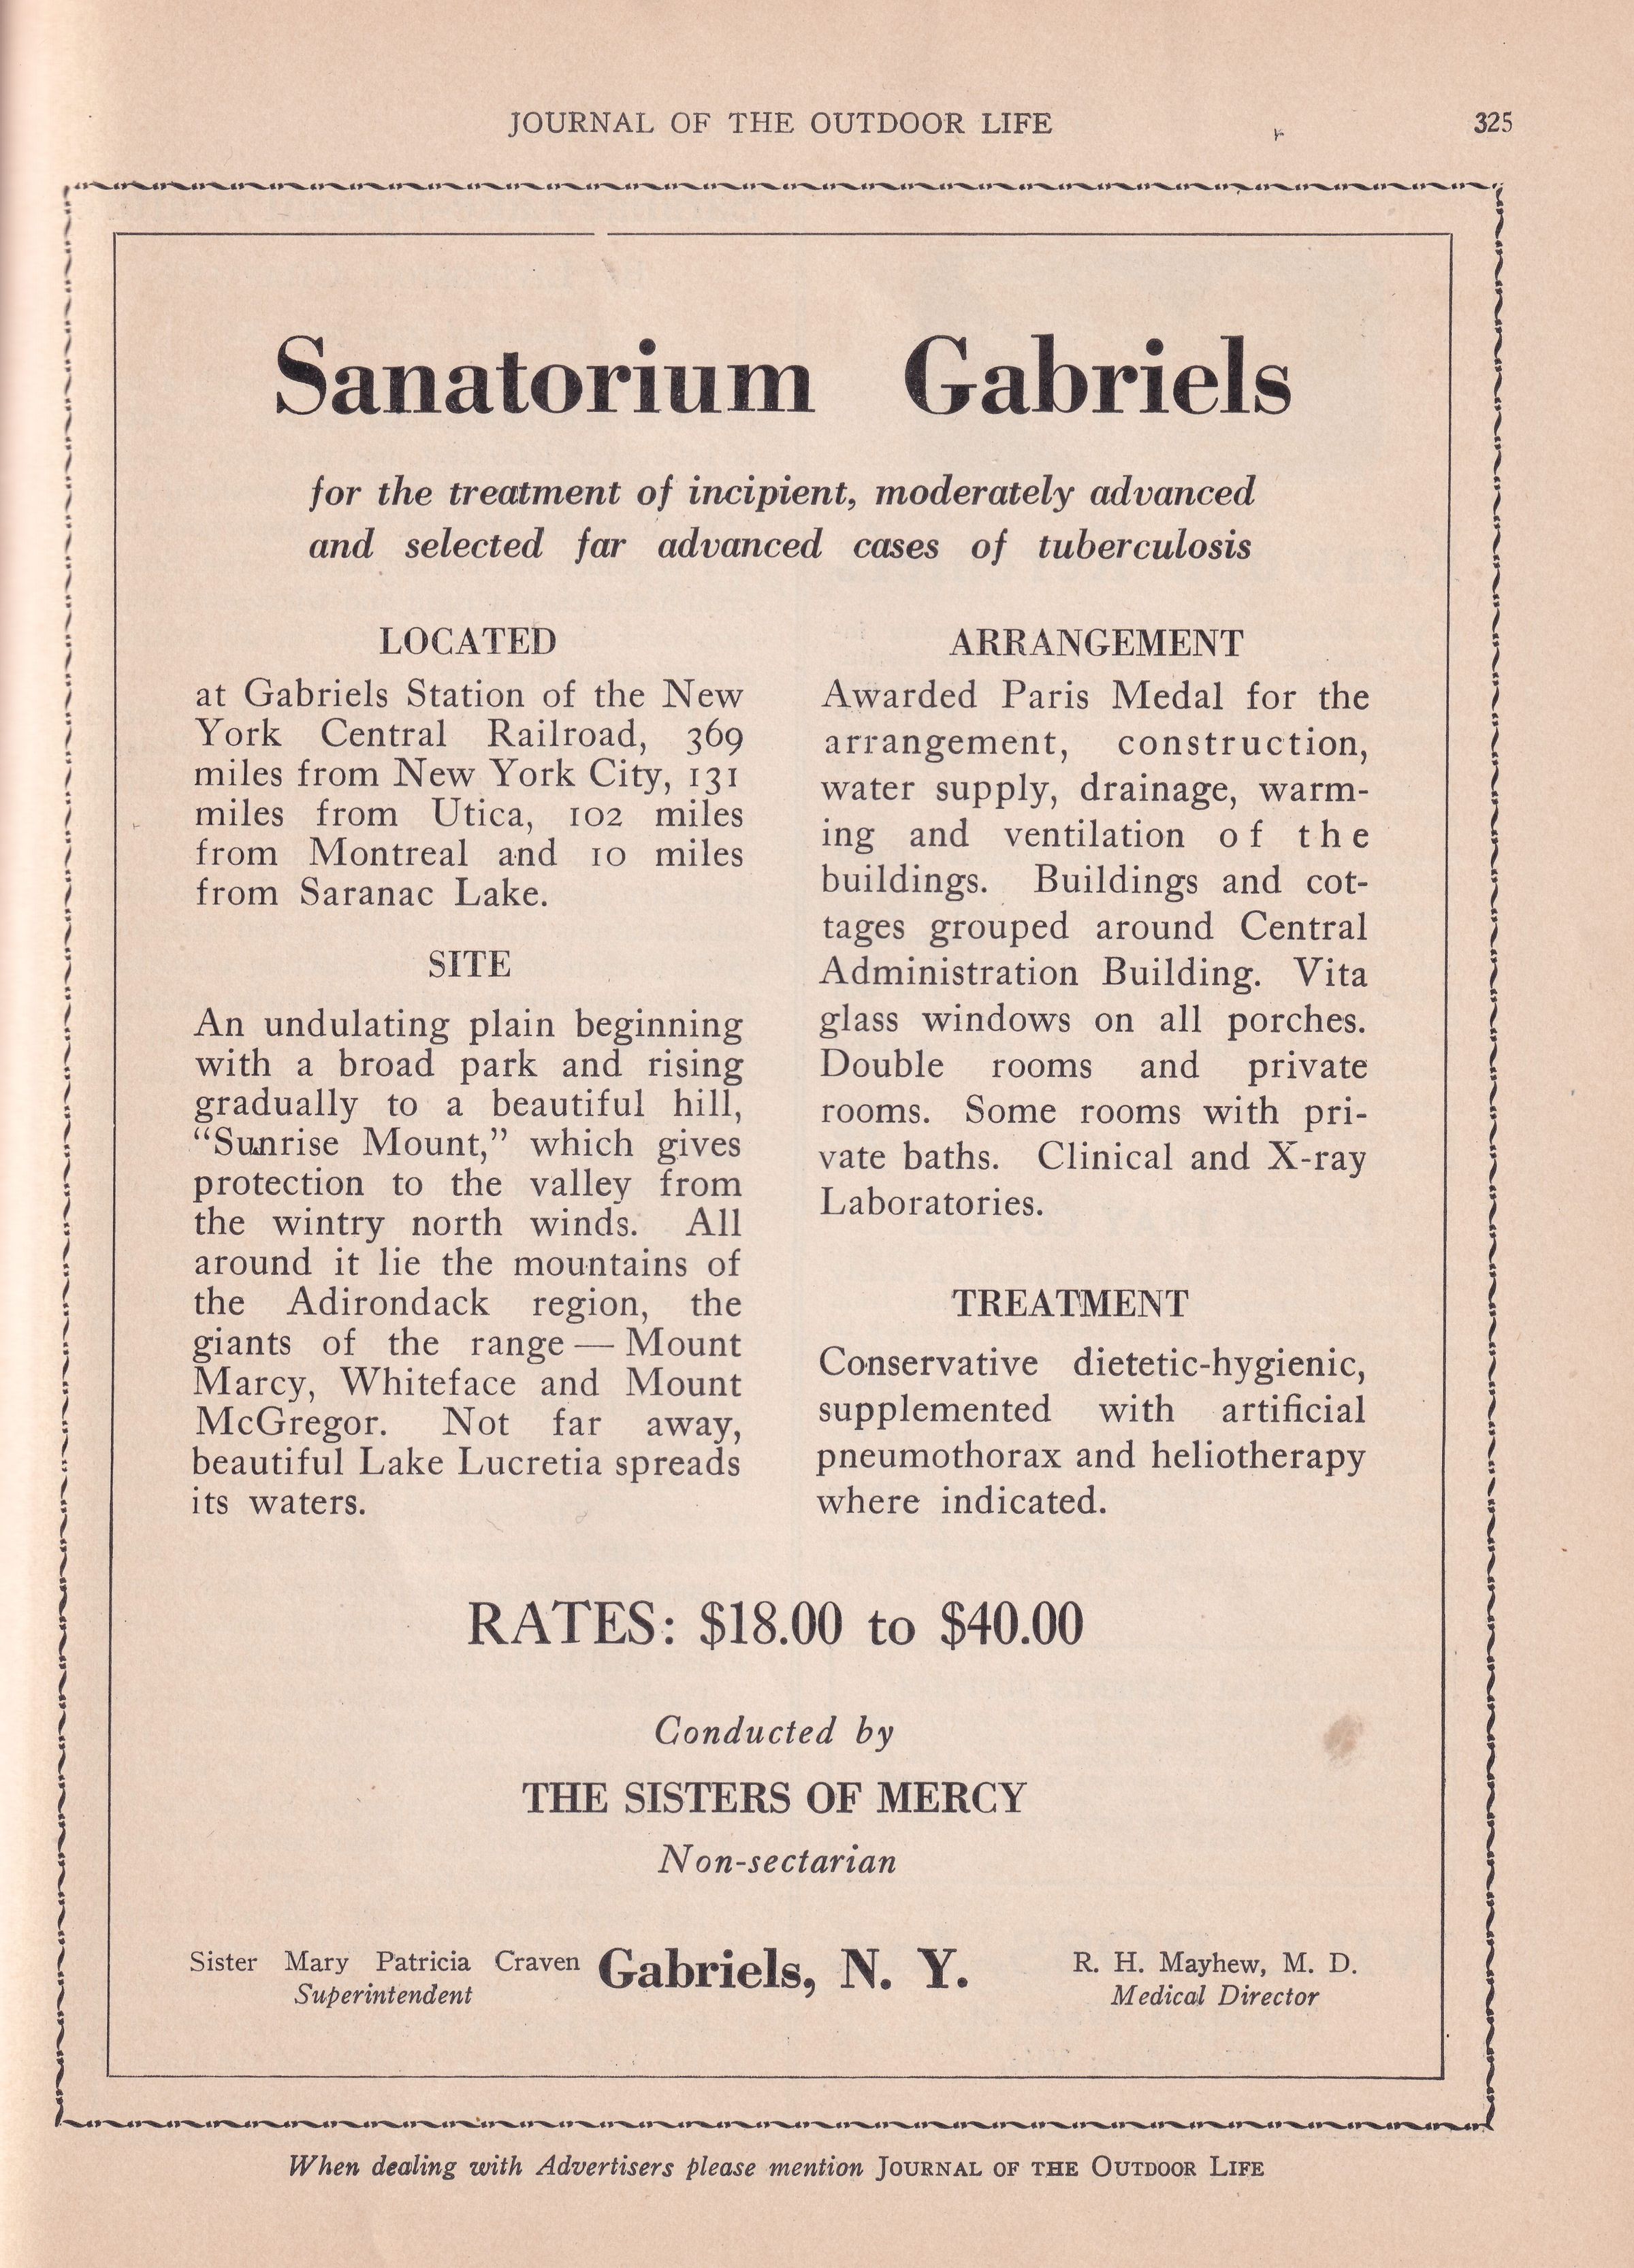 JOURNAL OF THE OUTDOOR LIFE 325
Sanatorium Gabriels
for the treatment of incipient, moderately advanced
and selected far advanced cases of tuberculosis
LOCATED
at Gabriels Station of the New
York Central Railroad, 369
miles from New York City, 131
miles from Utica, 102 miles
from Montreal and 10 miles
from Saranac Lake.
SITE
An undulating plain beginning
with a broad park and rising
gradually to a beautiful hill,
“Sunrise Mount,” which gives
protection to the valley from
the wintry north winds. All
around it lie the mountains of
the Adirondack region, the
giants of the range — Mount
Marcy, Whiteface and Mount
McGregor. Not far away,
beautiful Lake Lucretia spreads
its waters.
ARRANGEMENT
Awarded Paris Medal for the
arrangement, construction,
water supply, drainage, warm-
ing and ventilation of the
buildings. Buildings and cot-
tages grouped around Central
Administration Building. Vita
glass windows on all porches.
Double rooms and private
rooms. Some rooms with pri-
vate baths. Clinical and X-ray
Laboratories.
TREATMENT
Conservative dietetic-hygienic,
supplemented with artificial
pneumothorax and heliotherapy
where indicated.
RATES: $18.00 to $40.00
Conducted by
THE SISTERS OF MERCY
Non-sectarian
Sister Mary Patricia Craven
Superintendent
Gabriels, N. Y.
R. H. Mayhew, M. D.
Medical Director
When dealing with Advertisers please mention JOURNAL OF THE OUTDOOR LIFE